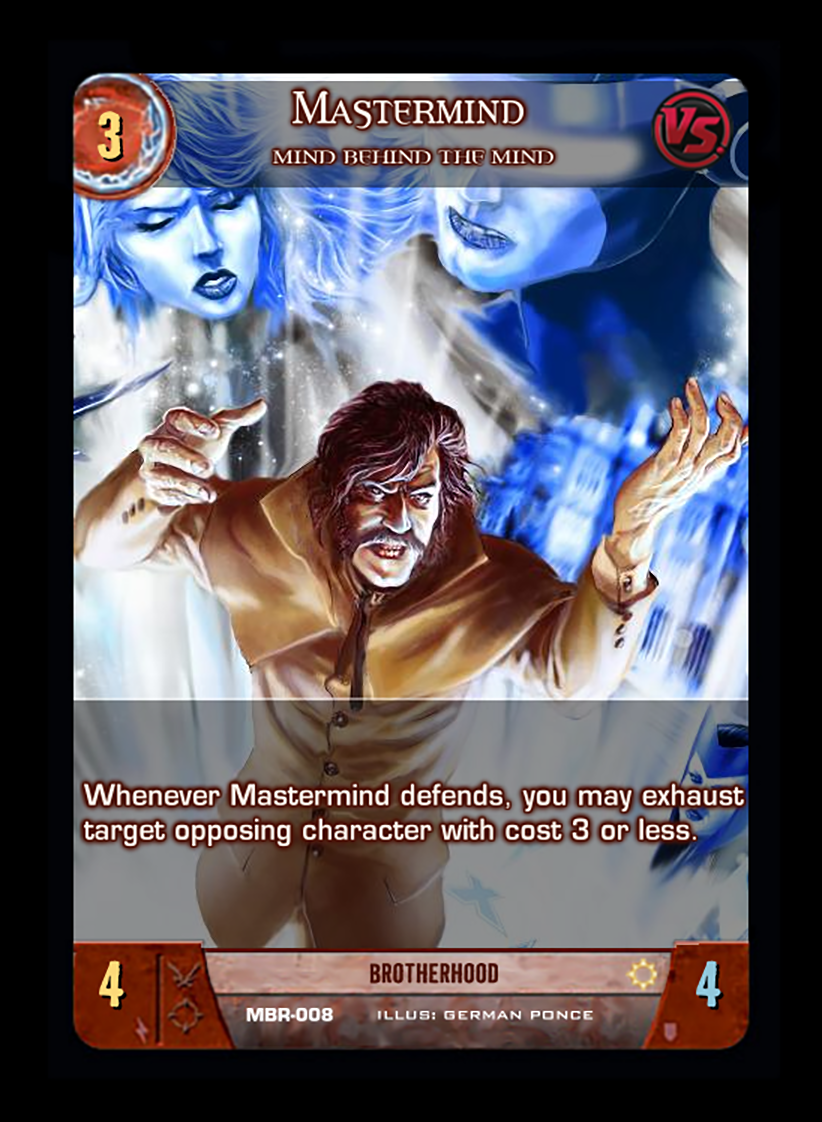 3
MASTERMIND
VS.
MIND BEHIND THE MIND
Whenever Mastermind defends, you may exhaust
target opposing character with cost 3 or less.
4
BROTHERHOOD
4
MBR-008 ILLUS: GERMAN PONCE